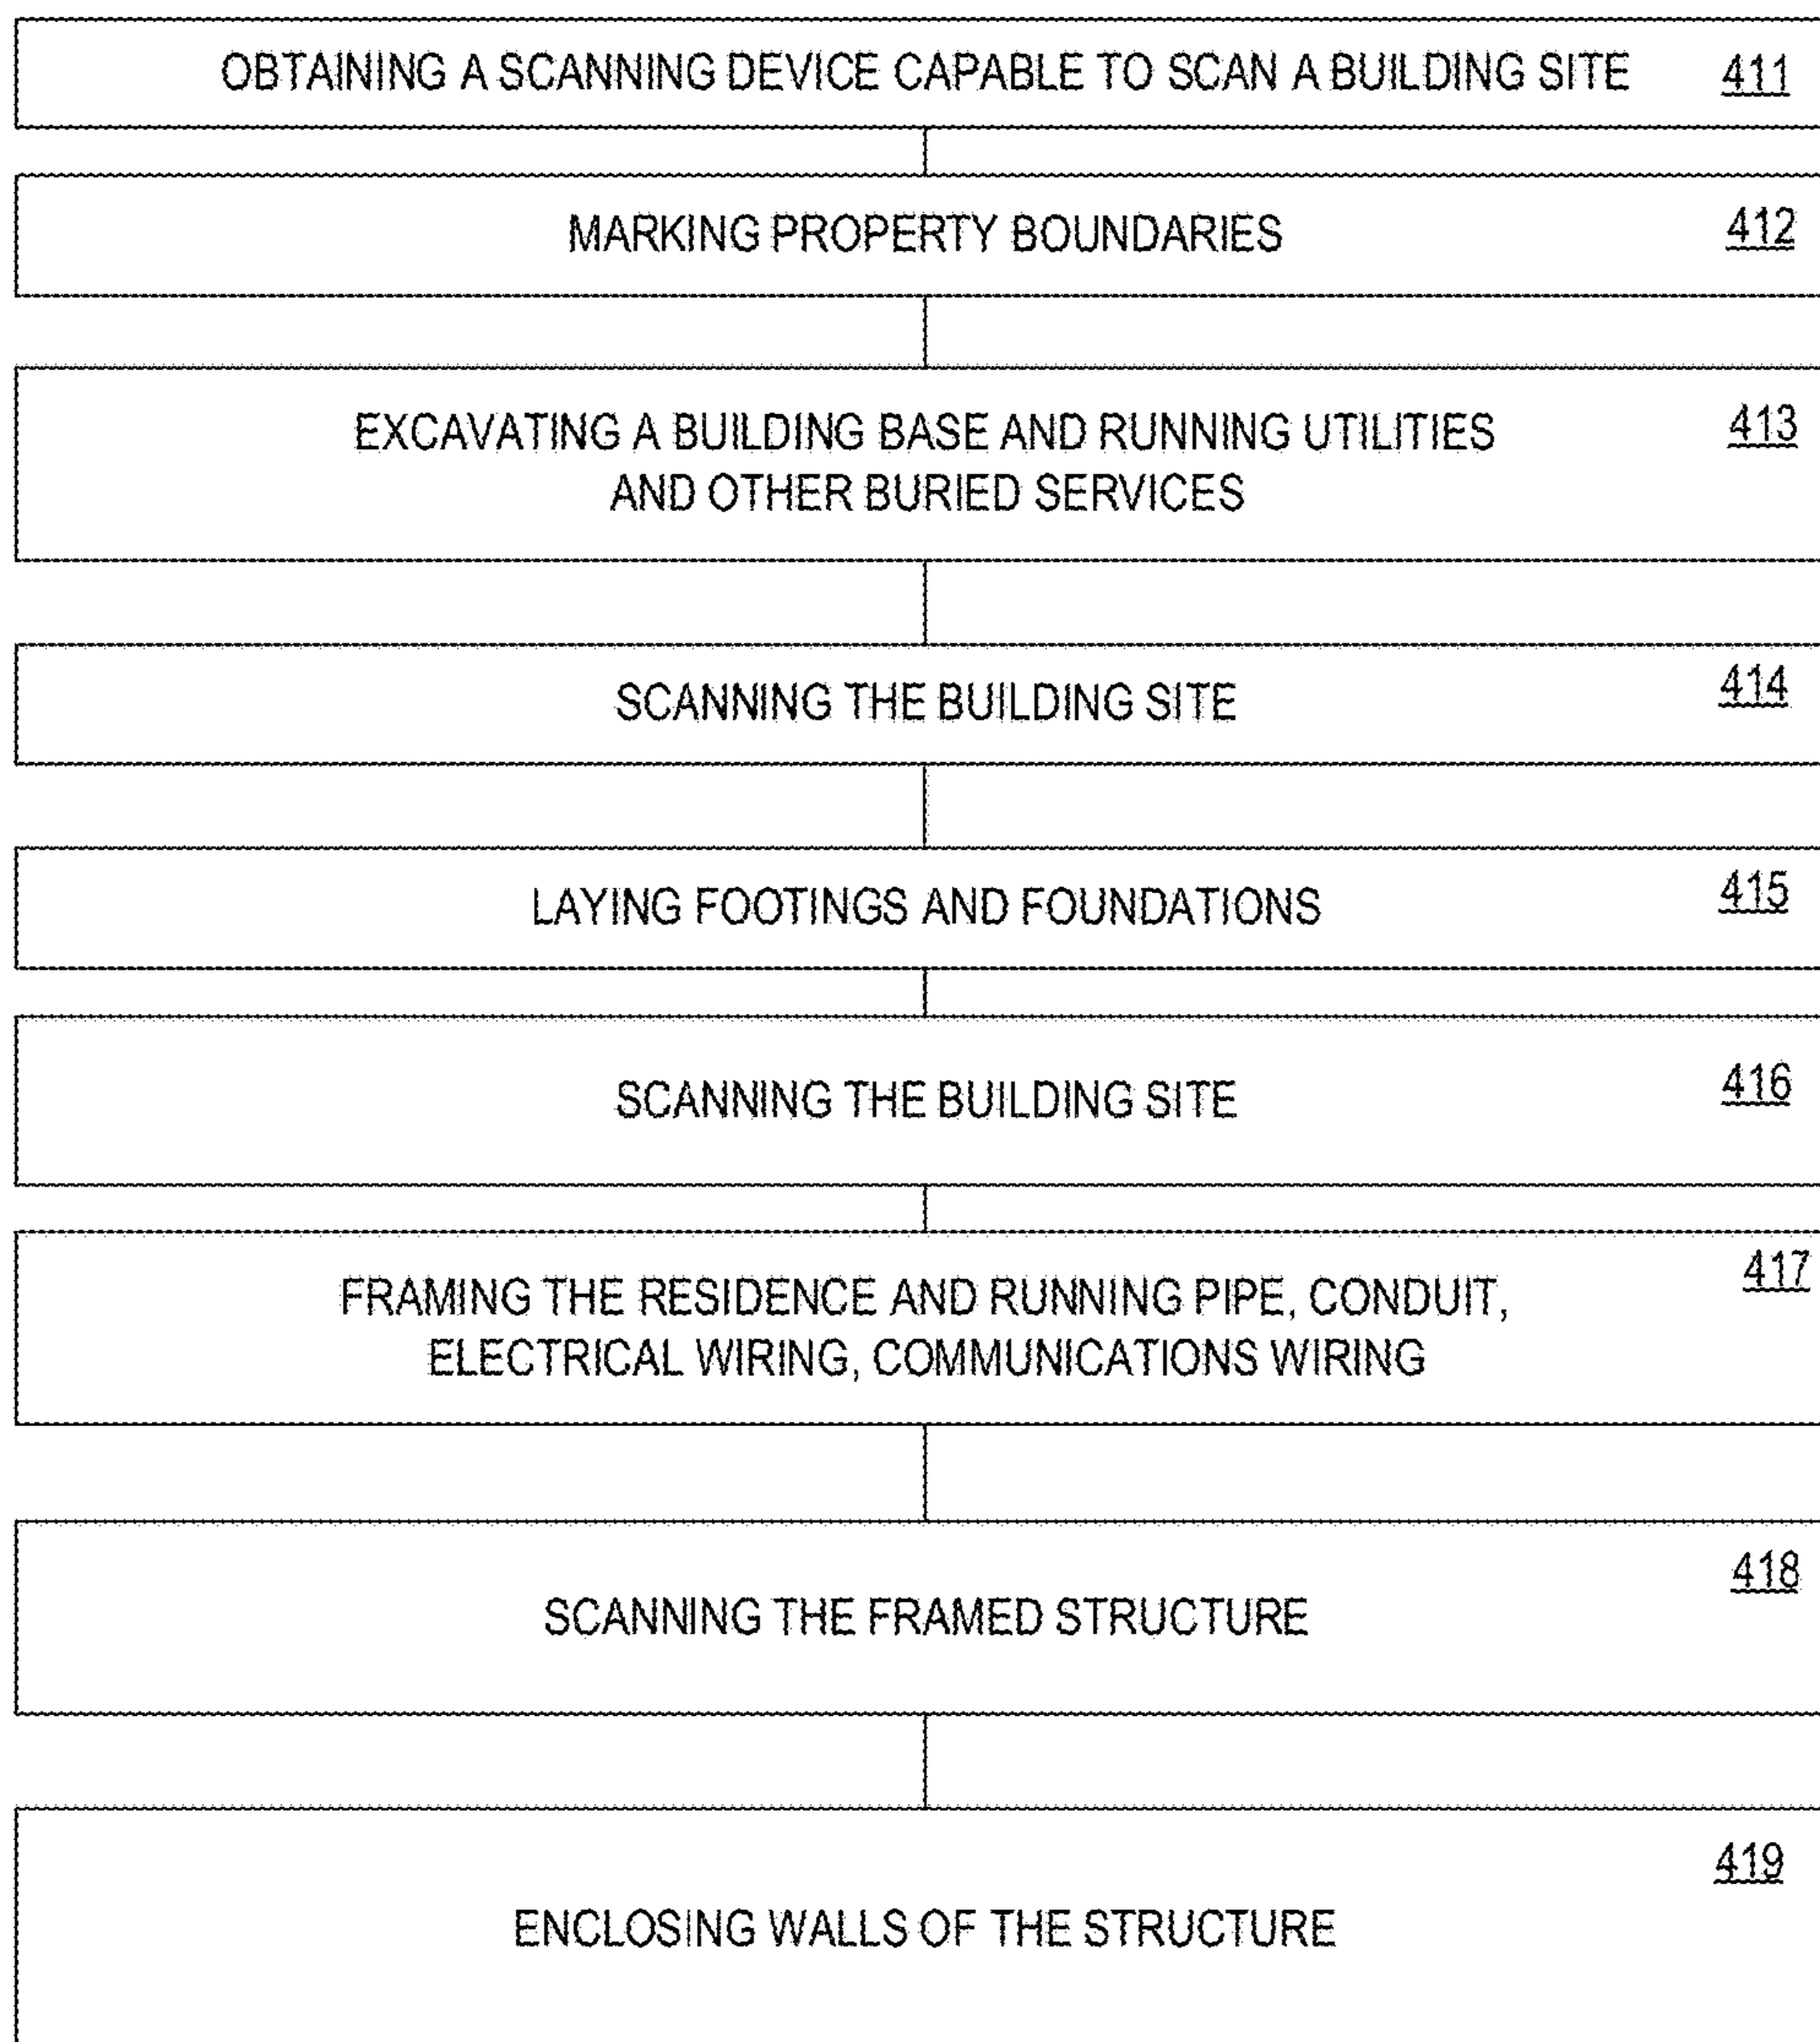 OBTAINING A SCANNING DEVICE CAPABLE TO SCAN A BUILDING SITE 411
MARKING PROPERTY BOUNDARIES 412
EXCAVATING A BUILDING BASE AND RUNNING UTILITIES 413
AND OTHER BURIED SERVICES
SCANNING THE BUILDING SITE 414
LAYING FOOTINGS AND FOUNDATIONS 415
SCANNING THE BUILDING SITE 416
FRAMING THE RESIDENCE AND RUNNING PIPE, CONDUIT, 417
ELECTRICAL WIRING, COMMUNICATIONS WIRING
SCANNING THE FRAMED STRUCTURE 418
ENCLOSING WALLS OF THE STRUCTURE 419